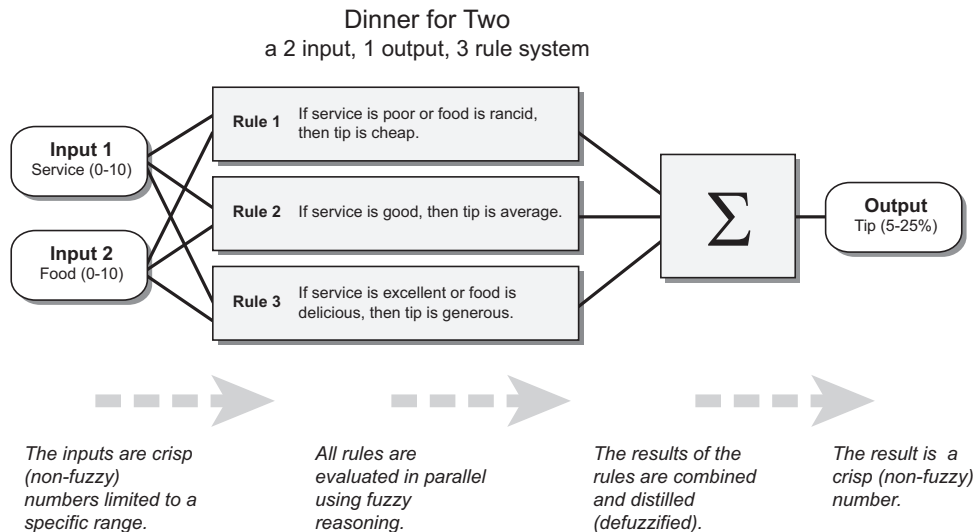 Dinner for Two
a 2 input, 1 output, 3 rule system
Input 1
Service (0-10)
Input 2
Food (0-10)
Rule 1
If service is poor or food is rancid,
then tip is cheap.
Rule 2
If service is good, then tip is average.
Rule 3
If service is excellent or food is
delicious, then tip is generous.
Σ
Output
Tip (5-25%)
The inputs are crisp
(non-fuzzy)
numbers limited to a
specific range.
All rules are
evaluated in parallel
using fuzzy
reasoning.
The results of the
rules are combined
and distilled
(defuzzified).
The result is a
crisp (non-fuzzy)
number.